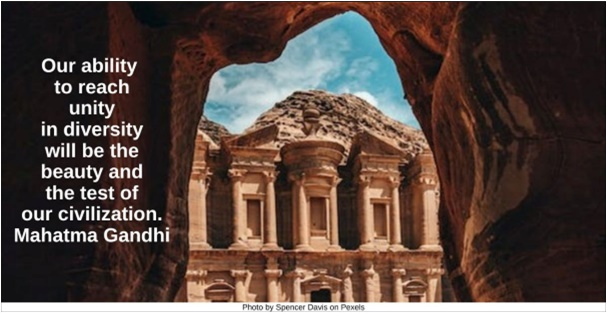 Our ability
to reach
unity
in diversity
will be the
beauty and
the test of
our civilization.
Mahatma Gandhi
Photo by Spencer Davis on Pexels